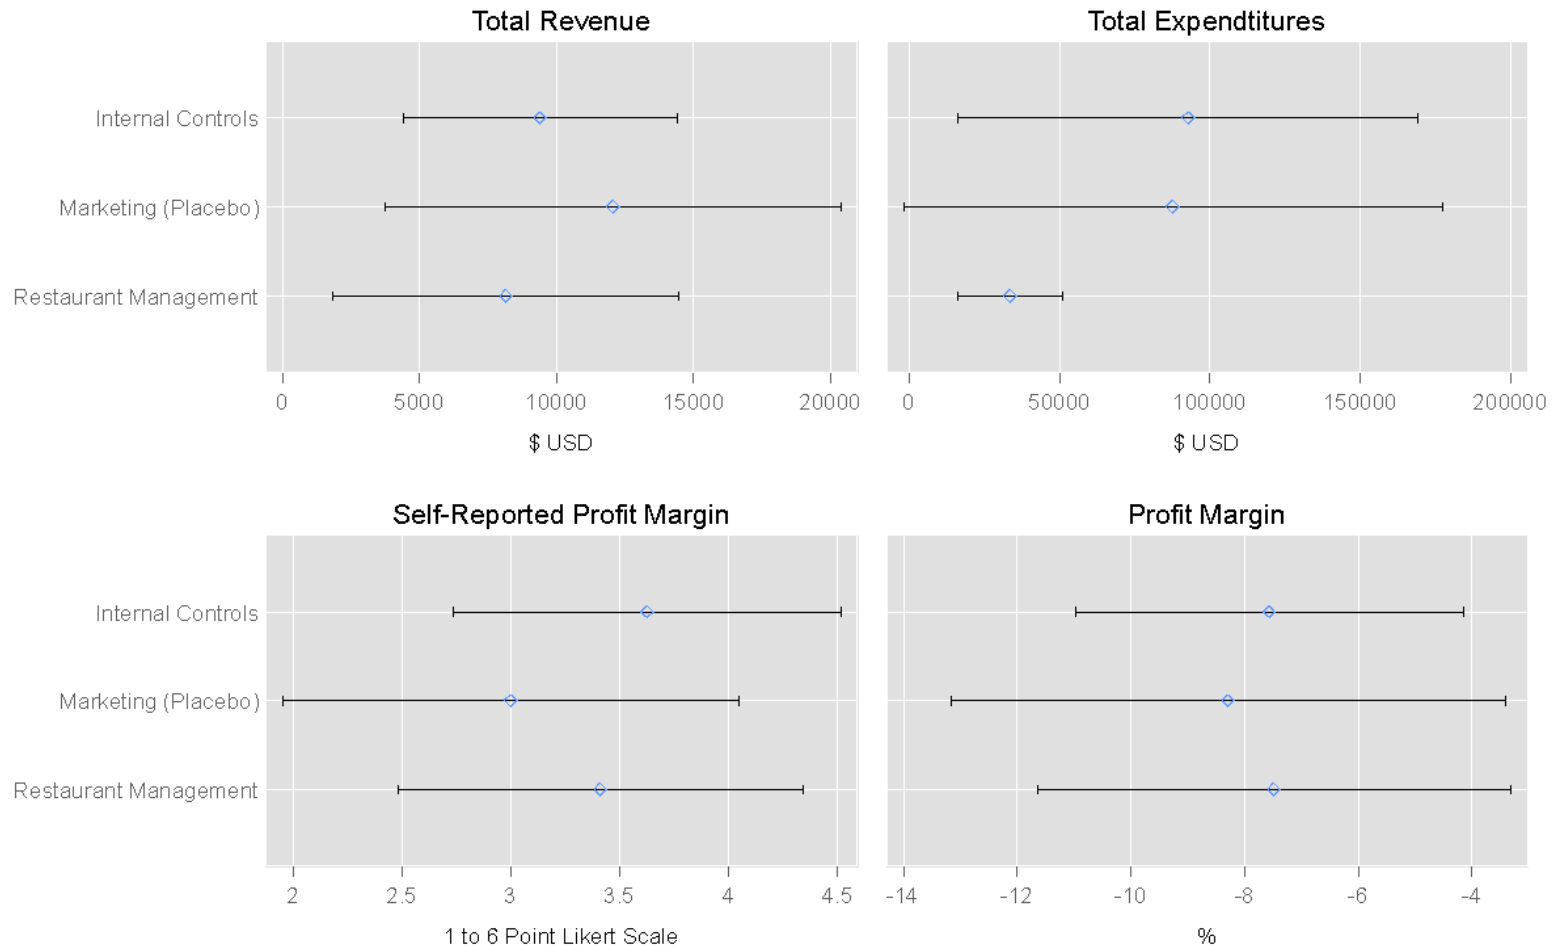 Total Revenue
Total Expendtitures
Internal Controls
Marketing (Placebo)
Restaurant Management
0 5000 10000 15000 20000
0 50000 100000 150000 200000
$ USD
$ USD
Self-Reported Profit Margin
Profit Margin
Internal Controls
Marketing (Placebo)
Restaurant Management
2 2.5 3 3.5 4 4.5
-14 -12 -10 -8 -6 -4
1 to 6 Point Likert Scale
%